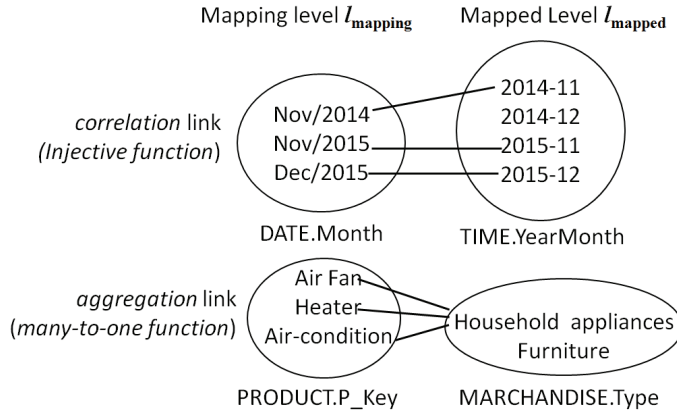 Mapping level l_mapping
Mapped Level l_mapped
correlation link
(Injective function)
Nov/2014
Nov/2015
Dec/2015
2014-11
2014-12
2015-11
2015-12
DATE.Month
TIME.YearMonth
aggregation link
(many-to-one function)
Air Fan
Heater
Air-condition
Household appliances
Furniture
PRODUCT.P_Key
MARCHANDISE.Type